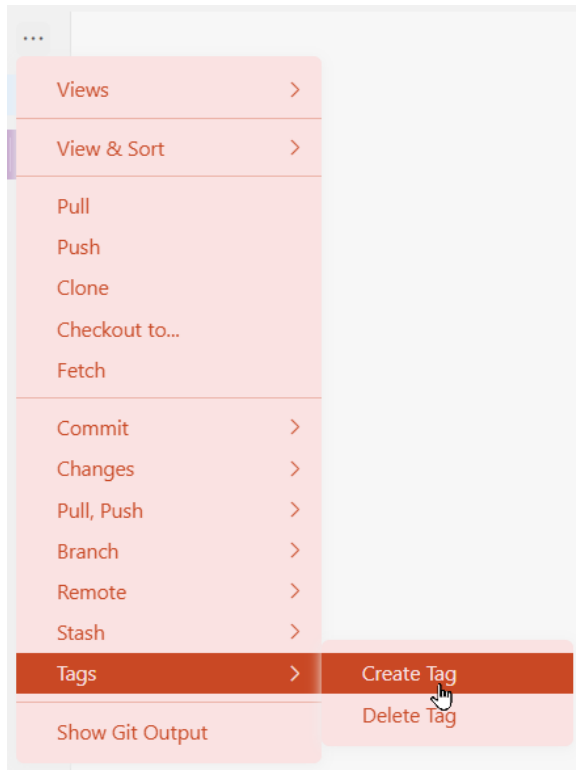 ...
Views
View & Sort
Pull
Push
Clone
Checkout to...
Fetch
Commit
Changes
Pull, Push
Branch
Remote
Stash
Tags
Create Tag
Delete Tag
Show Git Output